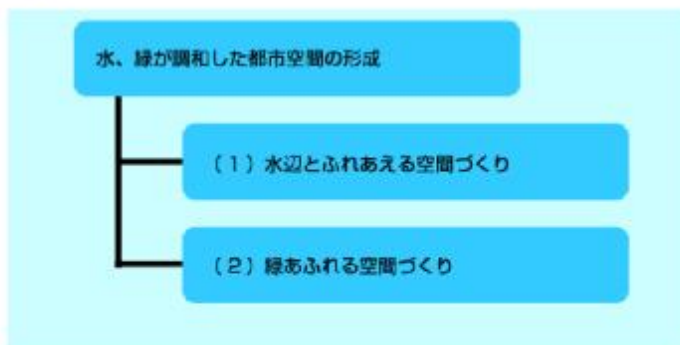 水、緑が調和した都市空間の形成
（１）水辺とふれあえる空間づくり
（２）緑あふれる空間づくり